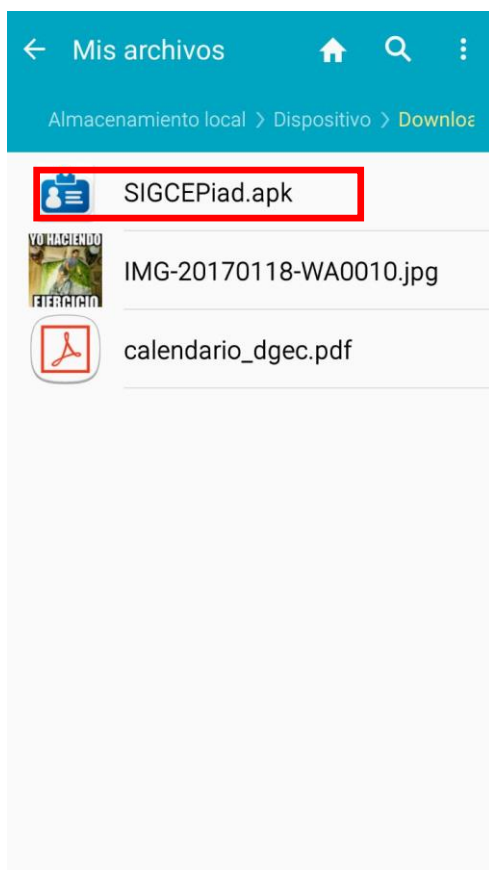 Mis archivos
Almacenamiento local > Dispositivo > Downloa
SIGCEPiad.apk
YO HACIENDO
EJERCICIO
IMG-20170118-WA0010.jpg
calendario_dgec.pdf